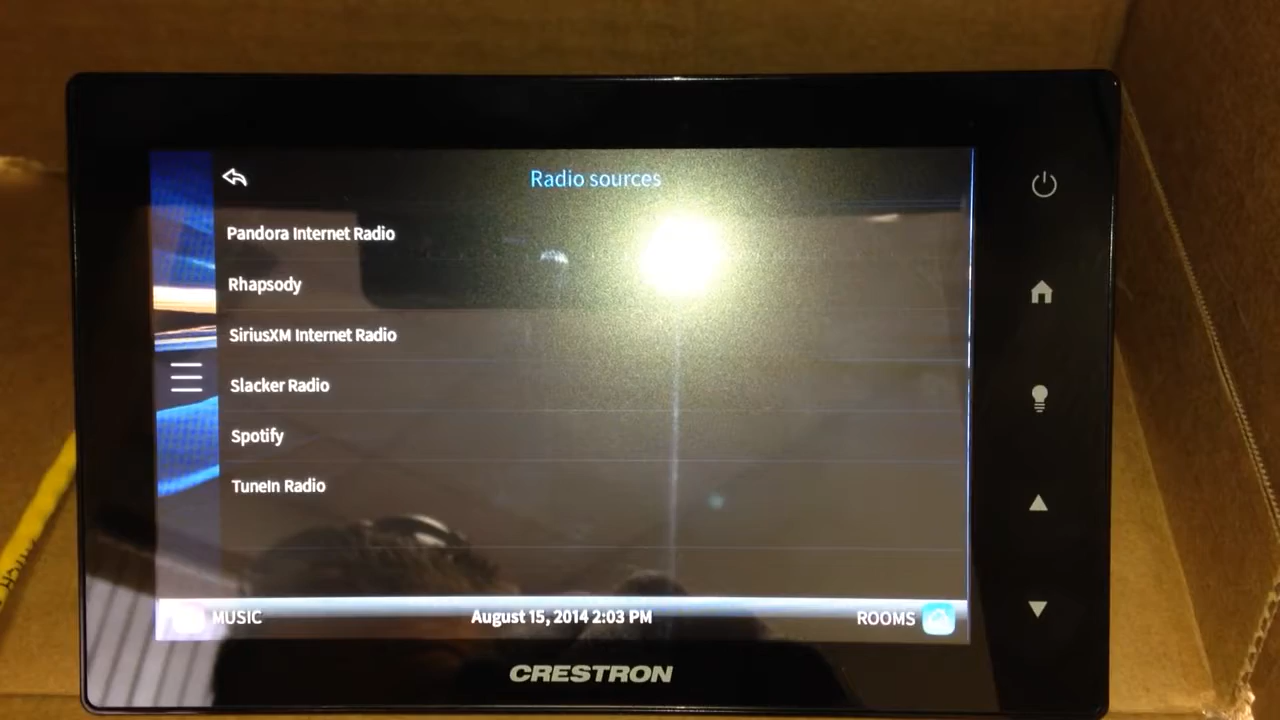 Radio sources
Pandora Internet Radio
Rhapsody
SiriusXM Internet Radio
Slacker Radio
Spotify
TuneIn Radio
MUSIC August 15, 2014 2:03 PM ROOMS
CRESTRON